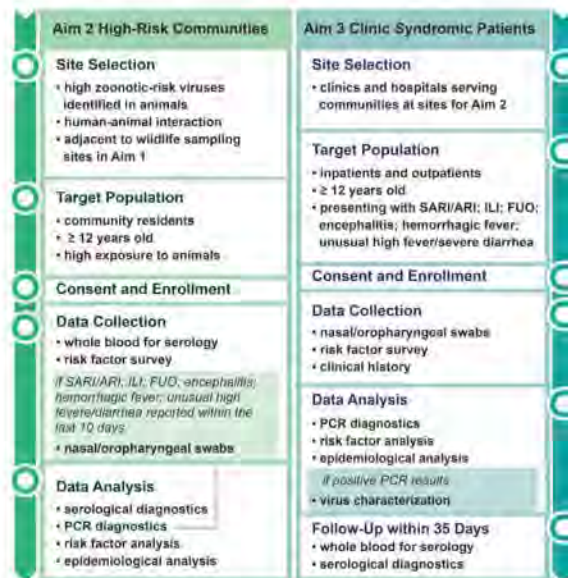 Aim 2 High-Risk Communities
Site Selection
• high zoonotic-risk viruses
identified in animals
• human-animal interaction
• adjacent to wildlife sampling
sites in Aim 1
Target Population
• community residents
• ≥ 12 years old
• high exposure to animals
Consent and Enrollment
Data Collection
• whole blood for serology
• risk factor survey
if SARI/ARI; ILI; FUO; encephalitis;
hemorrhagic fever; unusual high
fevere/diarrhea reported within the
last 10 days
• nasal/oropharyngeal swabs
Data Analysis
• serological diagnostics
• PCR diagnostics
• risk factor analysis
• epidemiological analysis
Aim 3 Clinic Syndromic Patients
Site Selection
• clinics and hospitals serving
communities at sites for Aim 2
Target Population
• inpatients and outpatients
• ≥ 12 years old
• presenting with SARI/ARI; ILI; FUO;
encephalitis; hemorrhagic fever;
unusual high fever/severe diarrhea
Consent and Enrollment
Data Collection
• nasal/oropharyngeal swabs
• risk factor survey
• clinical history
Data Analysis
• PCR diagnostics
• risk factor analysis
• epidemiological analysis
if positive PCR results
• virus characterization
Follow-Up within 35 Days
• whole blood for serology
• serological diagnostics